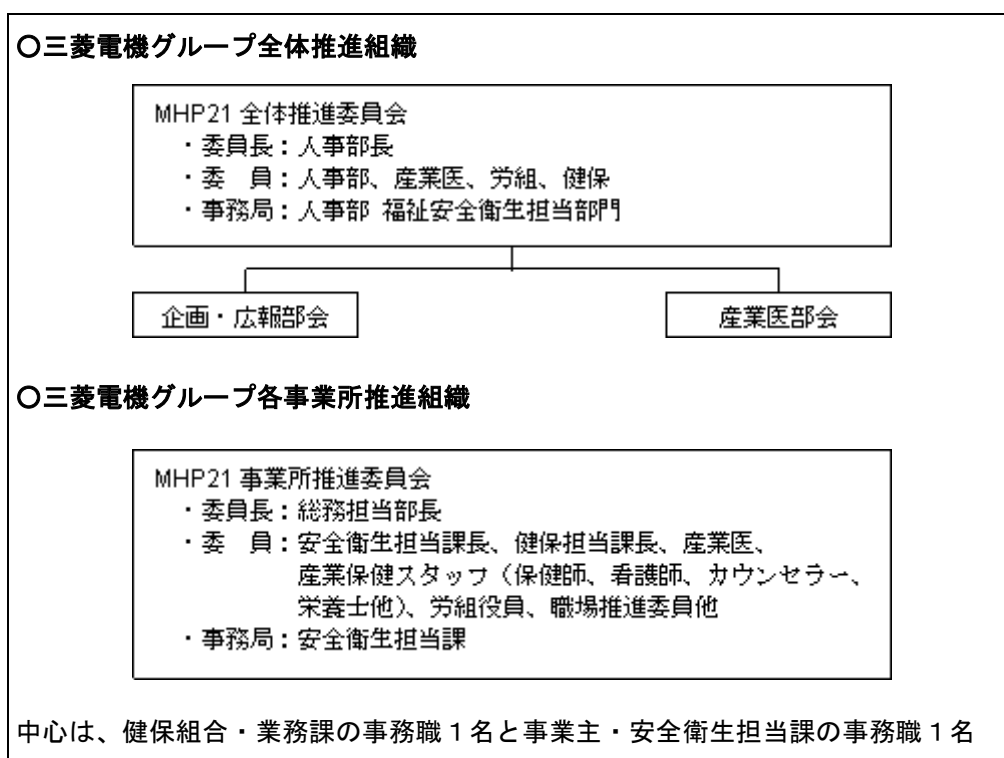 〇三菱電機グループ全体推進組織
MHP21 全体推進委員会
・委員長：人事部長
・委　員：人事部、産業医、労組、健保
・事務局：人事部 福祉安全衛生担当部門
企画・広報部会
産業医部会
〇三菱電機グループ各事業所推進組織
MHP21 事業所推進委員会
・委員長：総務担当部長
・委　員：安全衛生担当課長、健保担当課長、産業医、
産業保健スタッフ（保健師、看護師、カウンセラー、
栄養士他）、労組役員、職場推進委員他
・事務局：安全衛生担当課
中心は、健保組合・業務課の事務職１名と事業主・安全衛生担当課の事務職１名